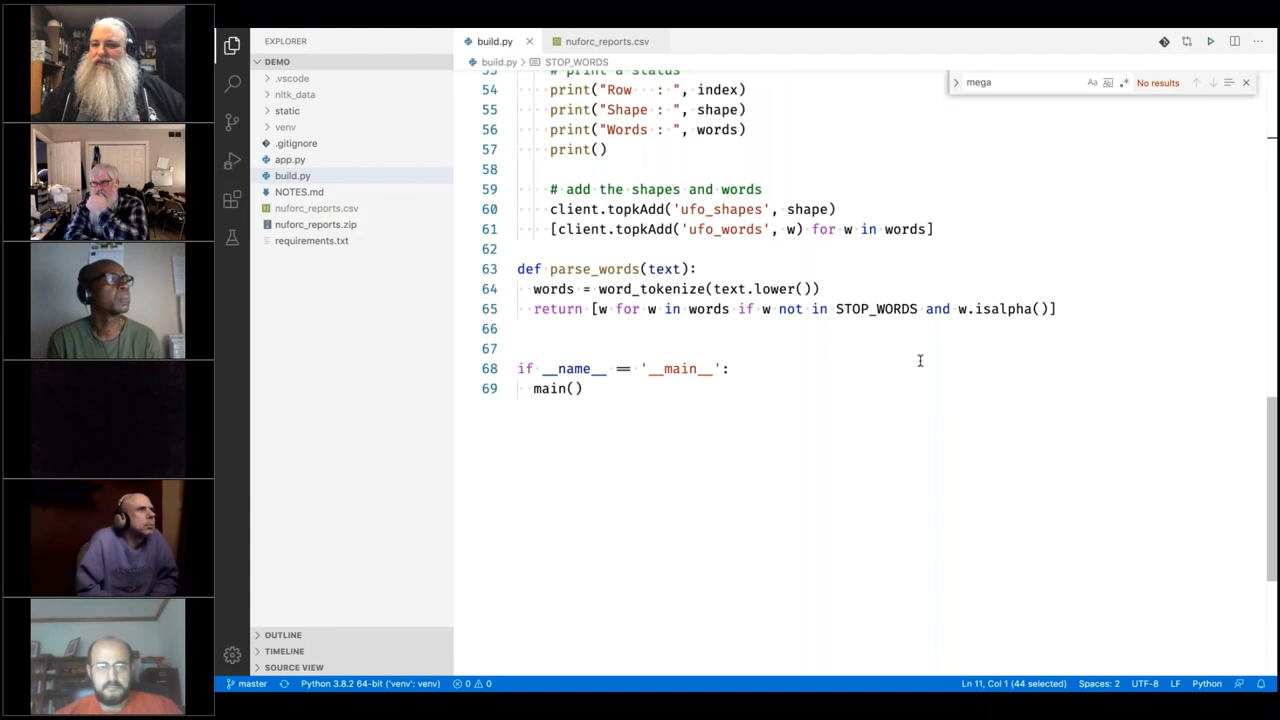 EXPLORER
DEMO
.vscode
nltk_data
static
venv
.gitignore
app.py
build.py
NOTES.md
nuforc_reports.csv
nuforc_reports.zip
requirements.txt
OUTLINE
TIMELINE
SOURCE VIEW
build.py
nuforc_reports.csv
build.py > STOP_WORDS
mega
Aa
No results
53 # print a status
54 print("Row   : ", index)
55 print("Shape : ", shape)
56 print("Words : ", words)
57 print()
58
59 # add the shapes and words
60 client.topkAdd('ufo_shapes', shape)
61 [client.topkAdd('ufo_words', w) for w in words]
62
63 def parse_words(text):
64 words = word_tokenize(text.lower())
65 return [w for w in words if w not in STOP_WORDS and w.isalpha()]
66
67
68 if __name__ == '__main__':
69 main()
master
Python 3.8.2 64-bit ('venv': venv)
0 0
Ln 11, Col 1 (44 selected)
Spaces: 2
UTF-8
LF
Python